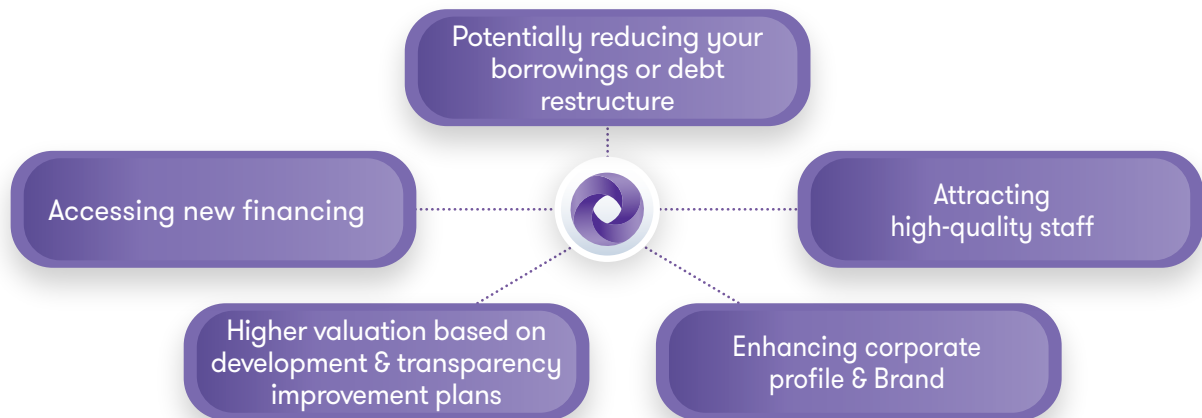 Potentially reducing your
borrowings or debt
restructure
Accessing new financing
Attracting
high-quality staff
Higher valuation based on
development & transparency
improvement plans
Enhancing corporate
profile & Brand